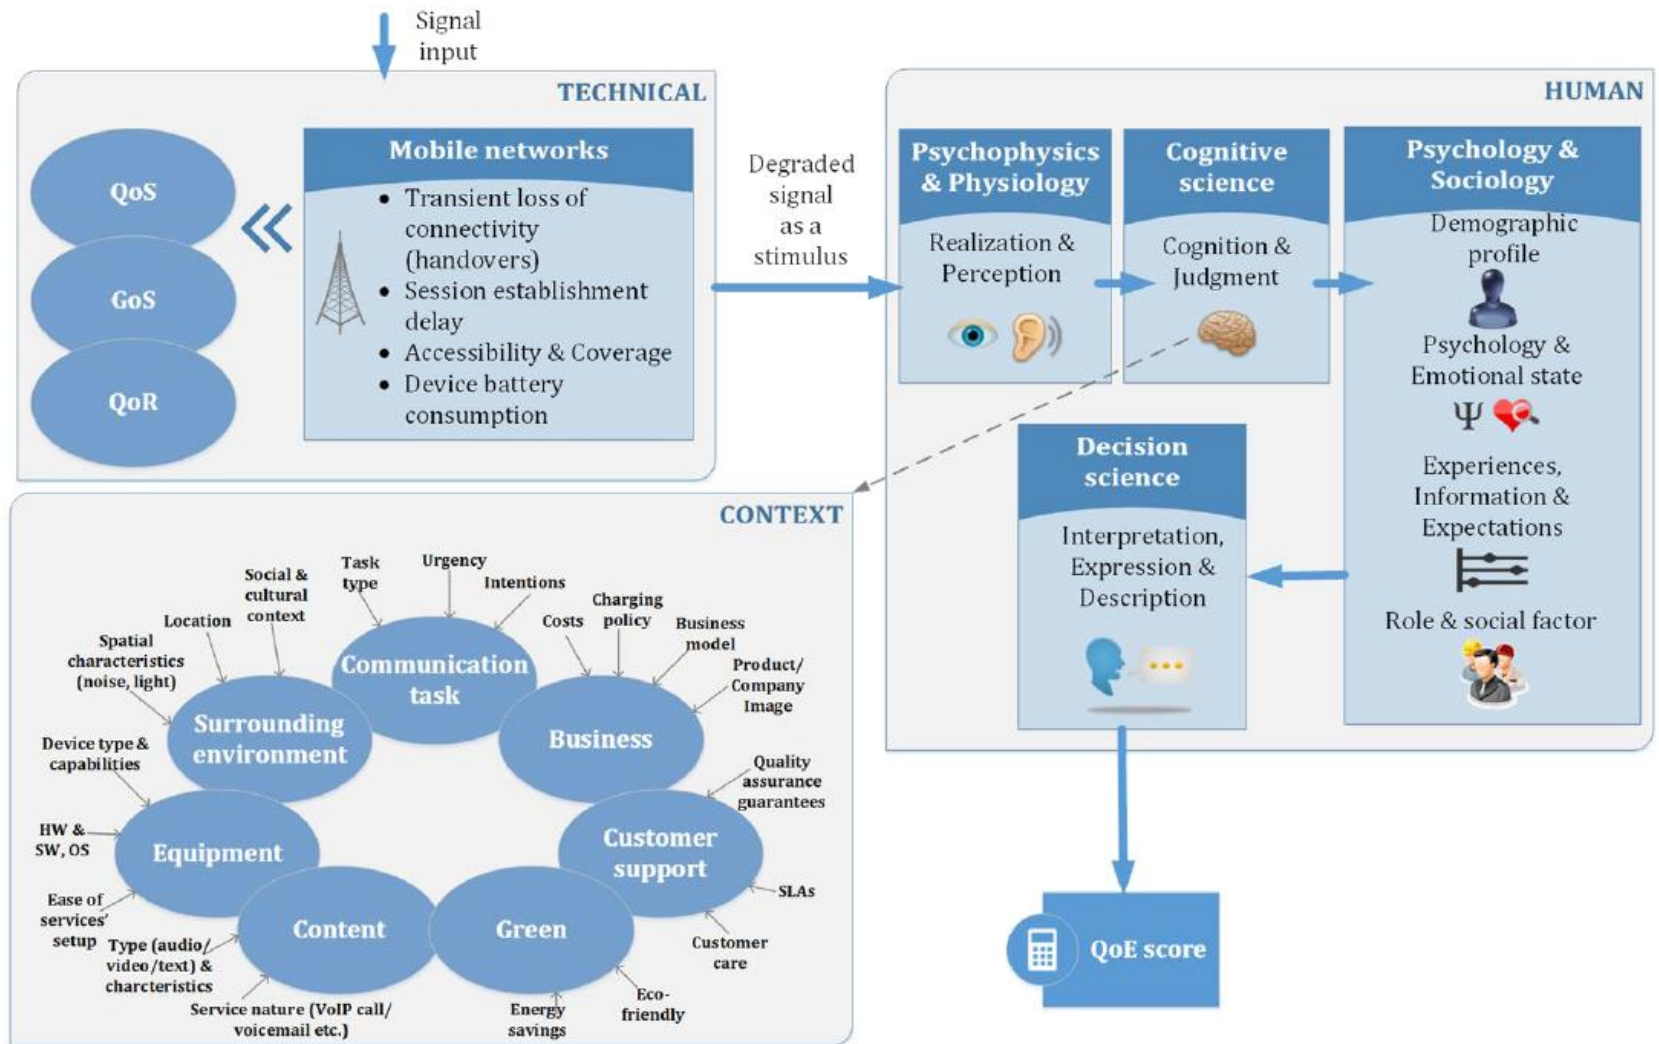 Signal
input
TECHNICAL
QoS
GoS
QoR
Mobile networks
• Transient loss of
connectivity
(handovers)
• Session establishment
delay
• Accessibility & Coverage
• Device battery
consumption
Degraded
signal
as a
stimulus
HUMAN
Psychophysics
& Physiology
Realization &
Perception
Cognitive
science
Cognition &
Judgment
Psychology &
Sociology
Demographic
profile
Psychology &
Emotional state
Ψ
Experiences,
Information &
Expectations
Role & social factor
Decision
science
Interpretation,
Expression &
Description
QoE score
CONTEXT
Task
type
Urgency
Intentions
Communication
task
Social &
cultural
context
Location
Spatial
characteristics
(noise, light)
Surrounding
environment
Costs
Charging
policy
Business
model
Product/
Company
Image
Business
Device type &
capabilities
HW &
SW, OS
Ease of
services'
setup
Equipment
Quality
assurance
guarantees
SLAs
Customer
care
Customer
support
Type (audio/
video/text) &
charcteristics
Service nature (VoIP call/
voicemail etc.)
Content
Energy
savings
Eco-
friendly
Green